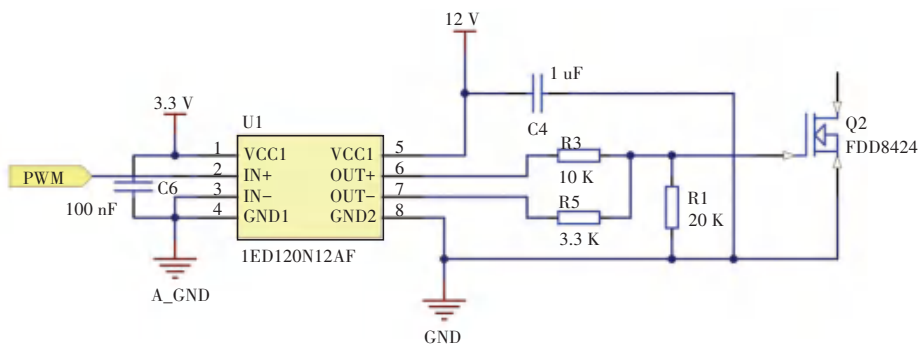 12 V
1 uF
3.3 V
U1
C4
Q2
FDD8424
1
VCC1
VCC1
5
R3
PWM
2
IN+
OUT+
6
10 K
C6
3
IN−
OUT−
7
R5
R1
100 nF
4
GND1
GND2
8
3.3 K
20 K
1ED120N12AF
A_GND
GND